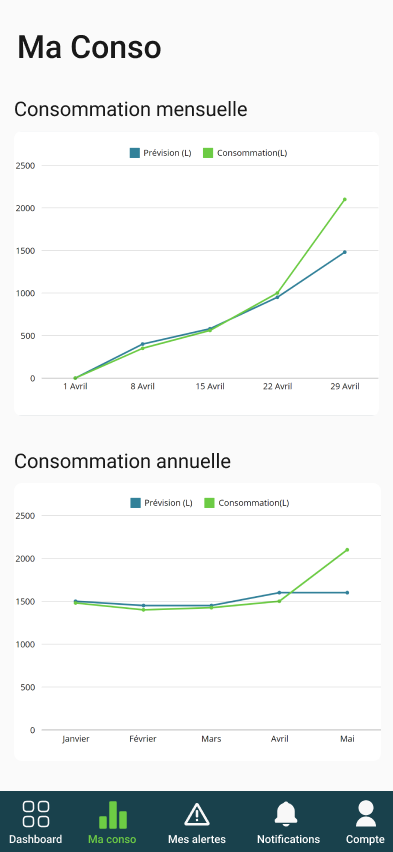 Ma Conso
Consommation mensuelle
Prévision (L) Consommation(L)
2500
2000
1500
1000
500
0
1 Avril 8 Avril 15 Avril 22 Avril 29 Avril
Consommation annuelle
Prévision (L) Consommation(L)
2500
2000
1500
1000
500
0
Janvier Février Mars Avril Mai
Dashboard Ma conso Mes alertes Notifications Compte